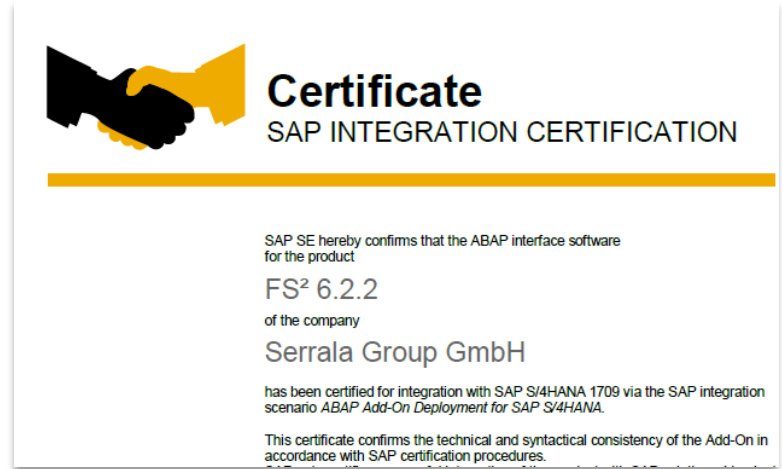 Certificate
SAP INTEGRATION CERTIFICATION
SAP SE hereby confirms that the ABAP interface software
for the product
FS² 6.2.2
of the company
Serrala Group GmbH
has been certified for integration with SAP S/4HANA 1709 via the SAP integration
scenario ABAP Add-On Deployment for SAP S/4HANA.
This certificate confirms the technical and syntactical consistency of the Add-On in
accordance with SAP certification procedures.